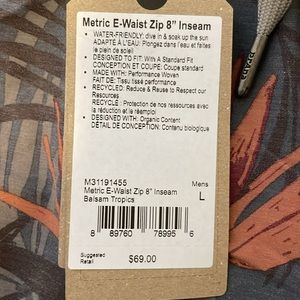 Metric E-Waist Zip 8" Inseam
• WATER-FRIENDLY: dive in & soak up the sun
ADAPTÉ À L'EAU: Plongez dans l'eau et faites
le plein de soleil
• DESIGNED TO FIT: With A Standard Fit
CONCEPTION ET COUPE: Coupe standard
• MADE WITH: Performance Woven
FAIT DE: Tissu tissé performance
• RECYCLED: Reduce & Reuse to Respect our
Resources
RECYCLÉ : Protection de nos ressources avec
la réduction et le réemploi
• DESIGNED WITH: Organic Content
DÉTAIL DE CONCEPTION: Contenu biologique
M31191455
Mens
Metric E-Waist Zip 8" Inseam
L
Balsam Tropics
8 89760 78995 6
Suggested
Retail
$69.00